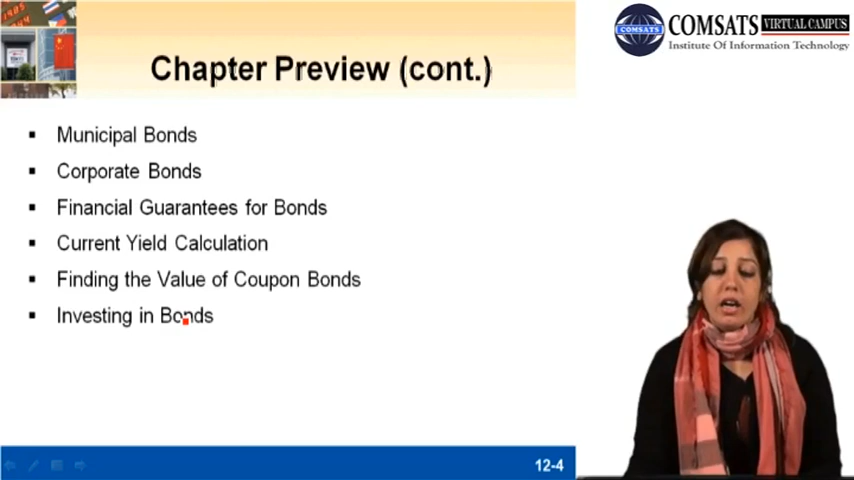 COMSATS VIRTUAL CAMPUS
COMSATS
Institute Of Information Technology
Chapter Preview (cont.)
Municipal Bonds
Corporate Bonds
Financial Guarantees for Bonds
Current Yield Calculation
Finding the Value of Coupon Bonds
Investing in Bonds
12-4